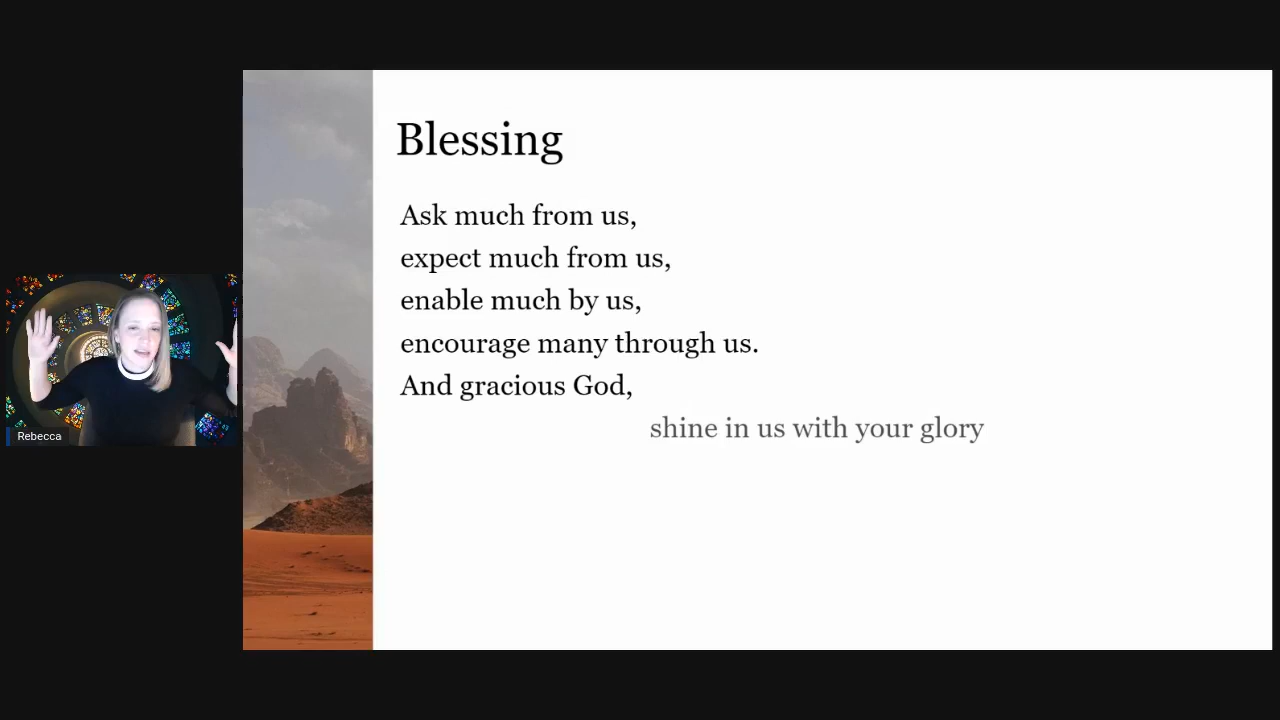 Blessing
Ask much from us,
expect much from us,
enable much by us,
encourage many through us.
And gracious God,
shine in us with your glory
Rebecca